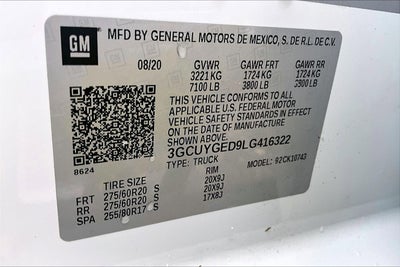 GM
MFD BY GENERAL MOTORS DE MEXICO, S. DE R.L. DE C.V.
08/20 GVWR GAWR FRT GAWR RR
3221 KG 1724 KG 1724 KG
7100 LB 3800 LB 3800 LB
THIS VEHICLE CONFORMS TO ALL
APPLICABLE U.S. FEDERAL MOTOR
VEHICLE SAFETY STANDARDS IN EFFECT
ON THE DATE OF MANUFACTURE
SHOWN ABOVE.
3GCUYGED9LG416322
8624 TYPE: TRUCK MODEL: 92CK10743
TIRE SIZE RIM
FRT 275/60R20 S 20X9J
RR 275/60R20 S 20X9J
SPA 255/80R17 S 17X8J